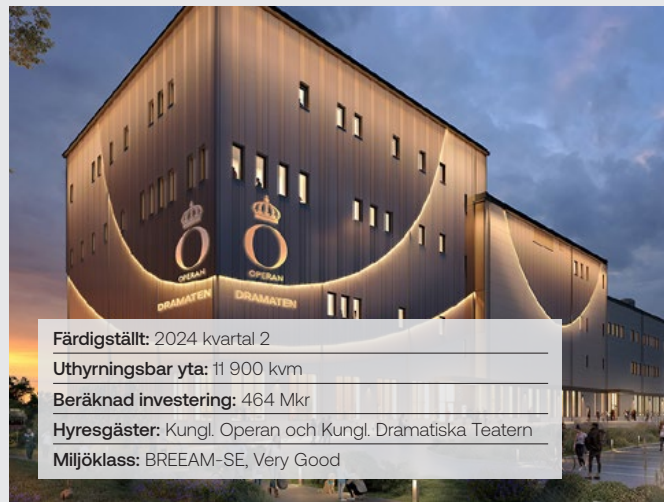 Ö
OPERAN
DRAMATEN
Ö
OPERAN
DRAMATEN
Färdigställt: 2024 kvartal 2
Uthyrningsbar yta: 11 900 kvm
Beräknad investering: 464 Mkr
Hyresgäster: Kungl. Operan och Kungl. Dramatiska Teatern
Miljöklass: BREEAM-SE, Very Good